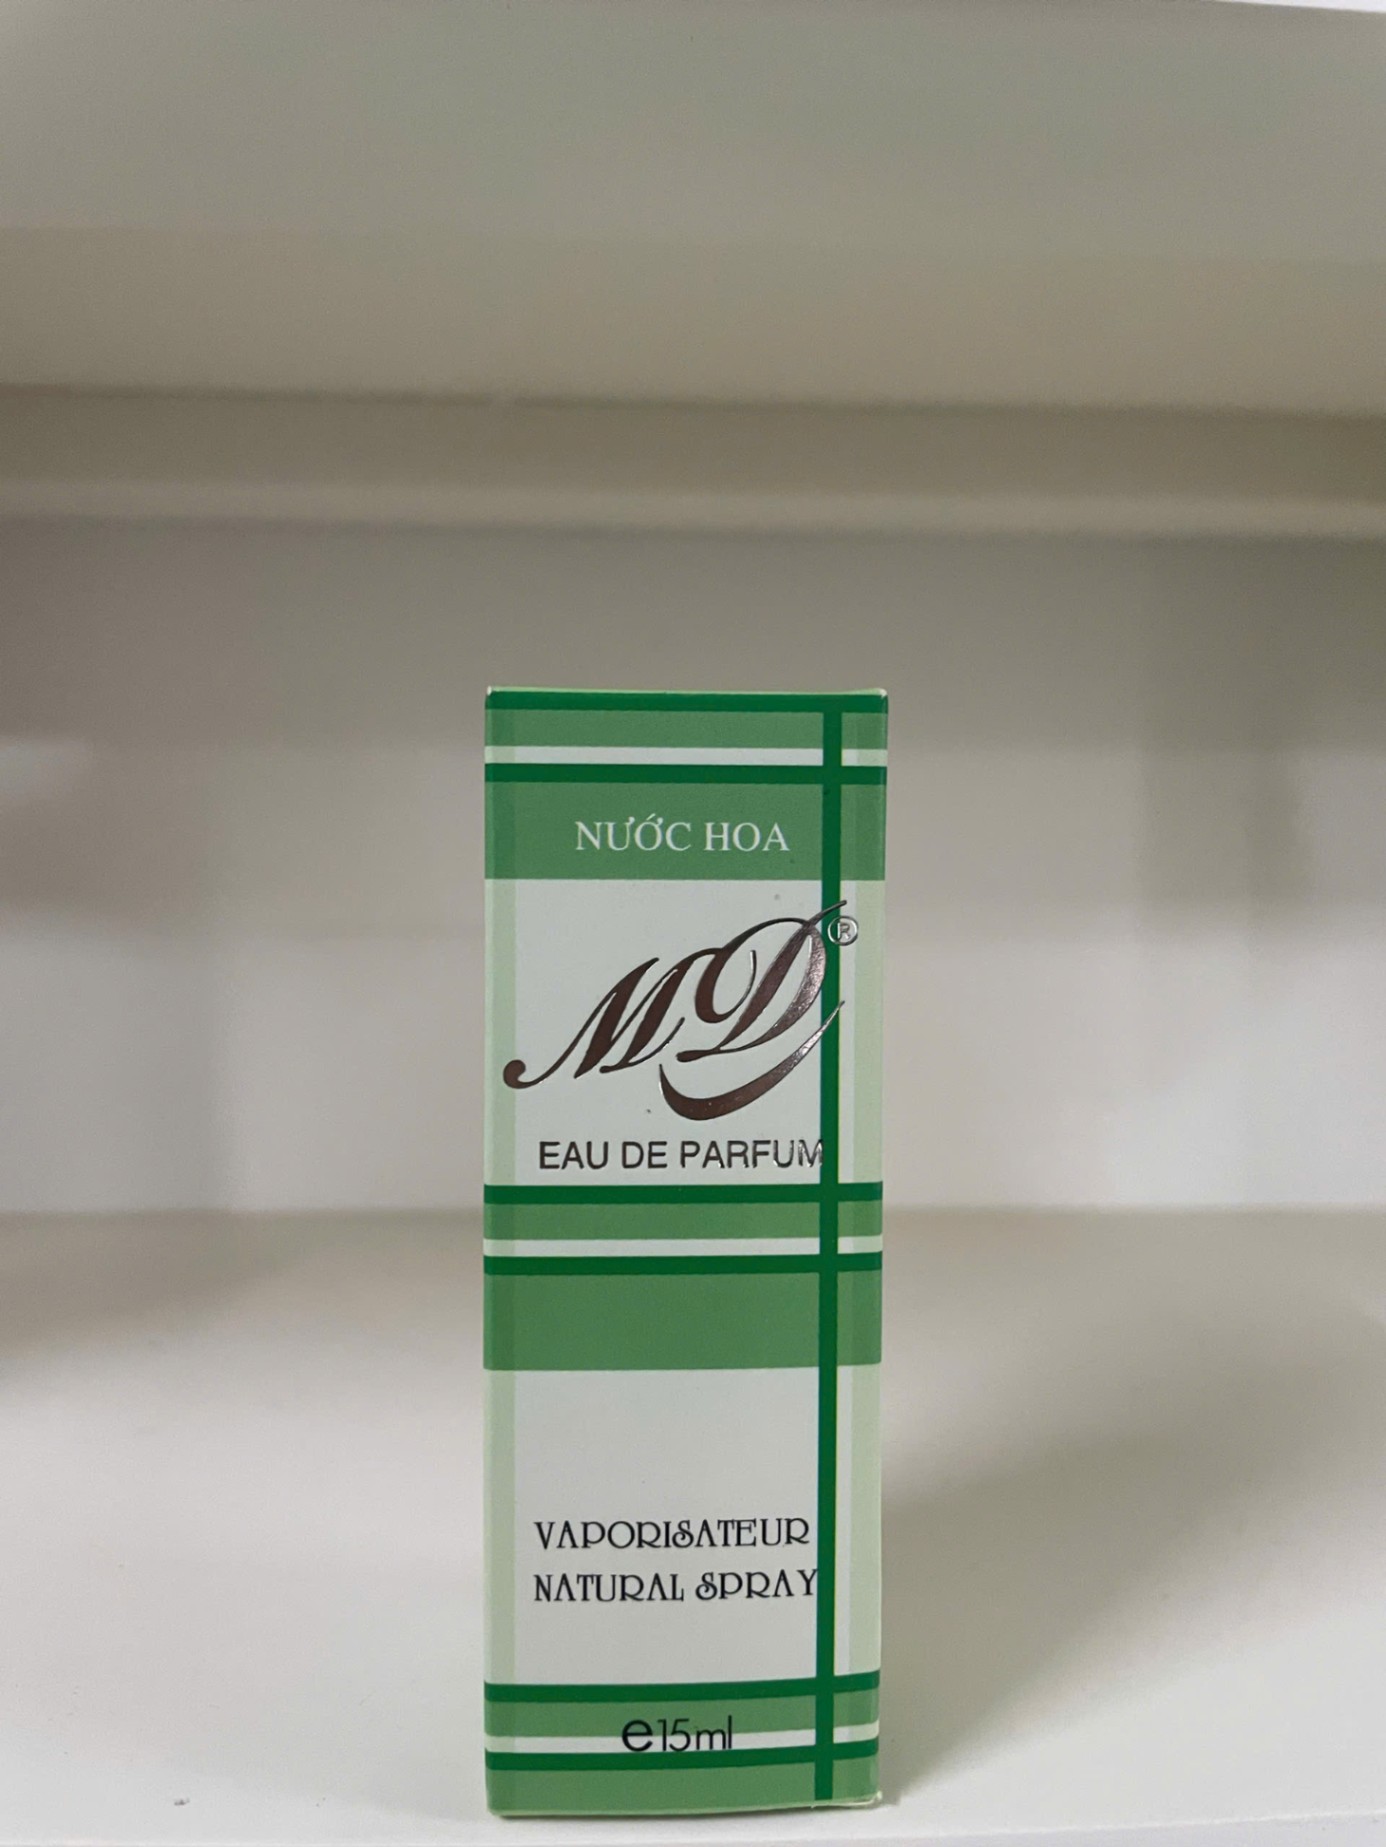 NƯỚC HOA
MD®
EAU DE PARFUM
VAPORISATEUR
NATURAL SPRAY
℮15ml